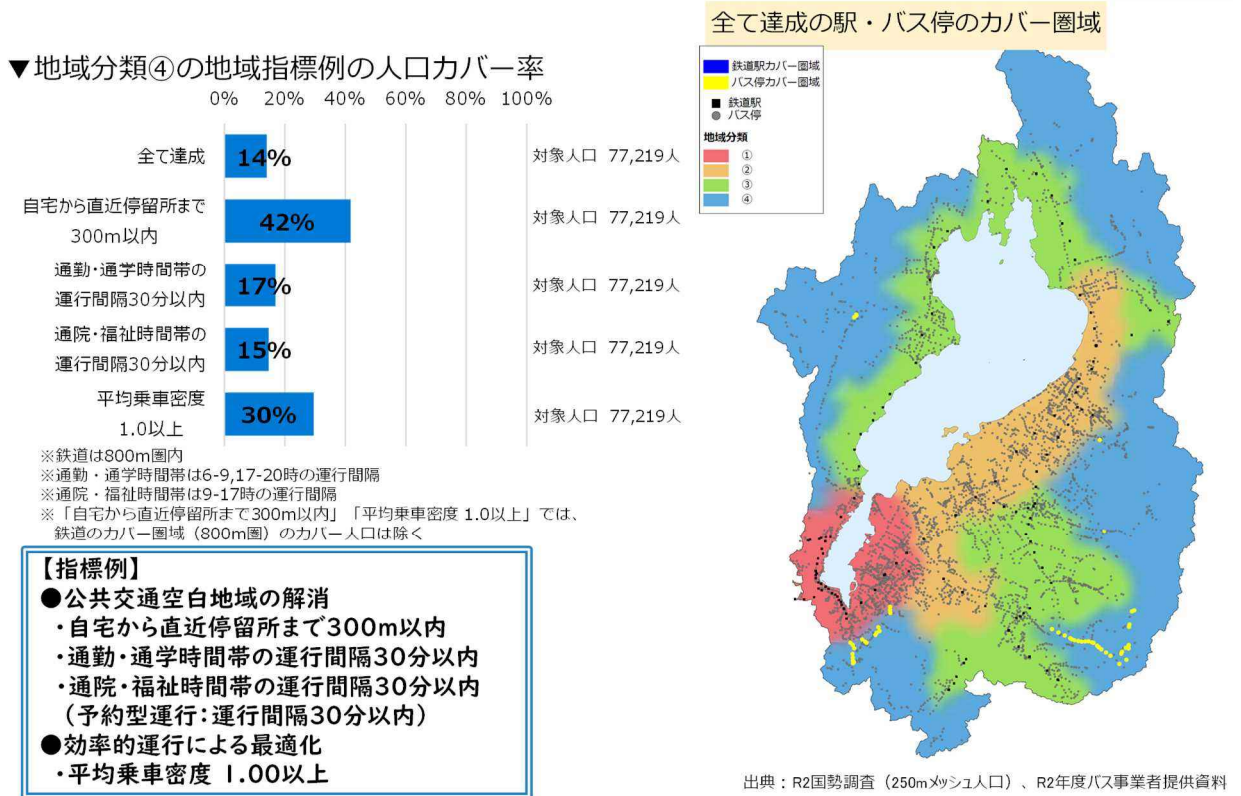 全て達成の駅・バス停のカバー圏域
▼地域分類④の地域指標例の人口カバー率
0% 20% 40% 60% 80% 100%
全て達成 14% 対象人口 77,219人
自宅から直近停留所まで
300m以内 42% 対象人口 77,219人
通勤・通学時間帯の
運行間隔30分以内 17% 対象人口 77,219人
通院・福祉時間帯の
運行間隔30分以内 15% 対象人口 77,219人
平均乗車密度
1.0以上 30% 対象人口 77,219人
※鉄道は800m圏内
※通勤・通学時間帯は6-9,17-20時の運行間隔
※通院・福祉時間帯は9-17時の運行間隔
※「自宅から直近停留所まで300m以内」「平均乗車密度 1.0以上」では、
鉄道のカバー圏域（800m圏）のカバー人口は除く
【指標例】
●公共交通空白地域の解消
・自宅から直近停留所まで300m以内
・通勤・通学時間帯の運行間隔30分以内
・通院・福祉時間帯の運行間隔30分以内
（予約型運行：運行間隔30分以内）
●効率的運行による最適化
・平均乗車密度 1.00以上
鉄道駅カバー圏域
バス停カバー圏域
鉄道駅
バス停
地域分類
①
②
③
④
出典：R2国勢調査（250mメッシュ人口）、R2年度バス事業者提供資料